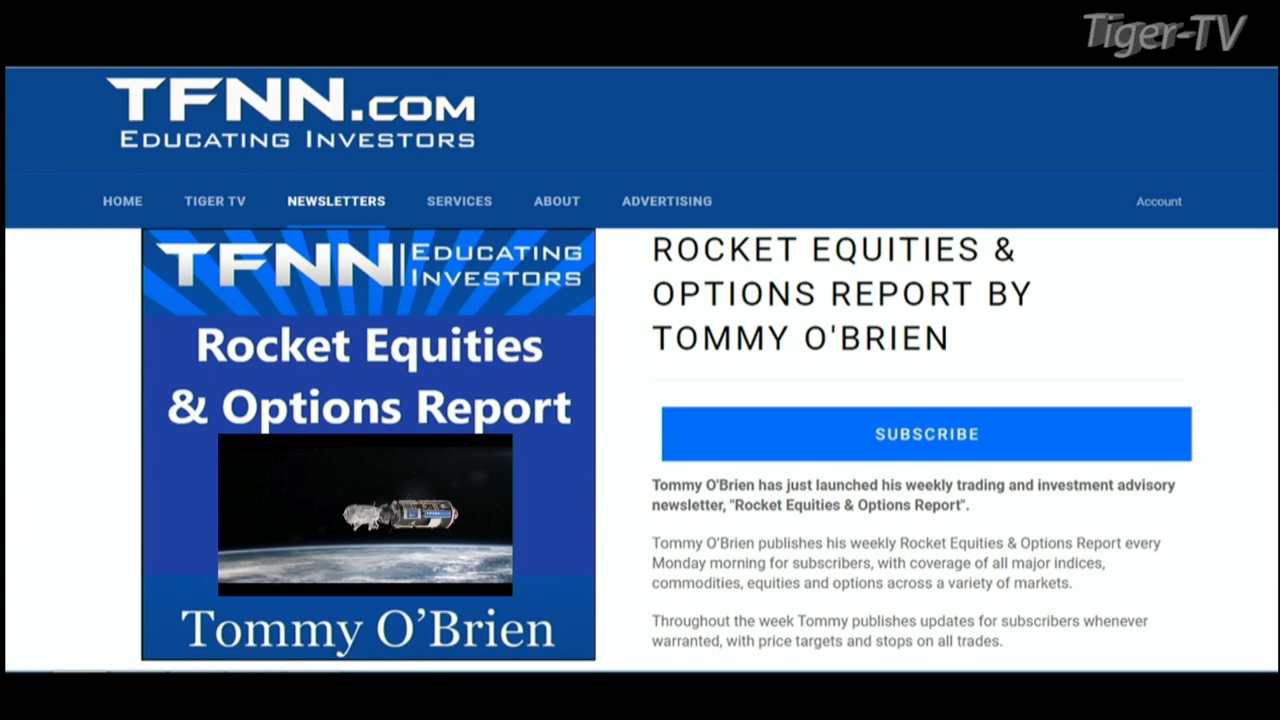 Tiger-TV
TFNN.COM
EDUCATING INVESTORS
HOME TIGER TV NEWSLETTERS SERVICES ABOUT ADVERTISING Account
TFNN | EDUCATING
INVESTORS
Rocket Equities
& Options Report
Tommy O’Brien
ROCKET EQUITIES &
OPTIONS REPORT BY
TOMMY O'BRIEN
SUBSCRIBE
Tommy O'Brien has just launched his weekly trading and investment advisory
newsletter, "Rocket Equities & Options Report".
Tommy O'Brien publishes his weekly Rocket Equities & Options Report every
Monday morning for subscribers, with coverage of all major indices,
commodities, equities and options across a variety of markets.
Throughout the week Tommy publishes updates for subscribers whenever
warranted, with price targets and stops on all trades.